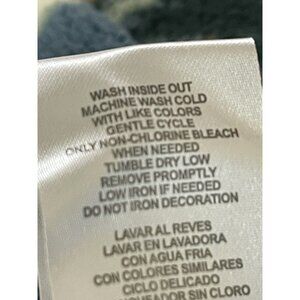 WASH INSIDE OUT
MACHINE WASH COLD
WITH LIKE COLORS
GENTLE CYCLE
ONLY NON-CHLORINE BLEACH
WHEN NEEDED
TUMBLE DRY LOW
REMOVE PROMPTLY
LOW IRON IF NEEDED
DO NOT IRON DECORATION
LAVAR AL REVES
LAVAR EN LAVADORA
CON AGUA FRIA
CON COLORES SIMILARES
CICLO DELICADO
SIN CLORO